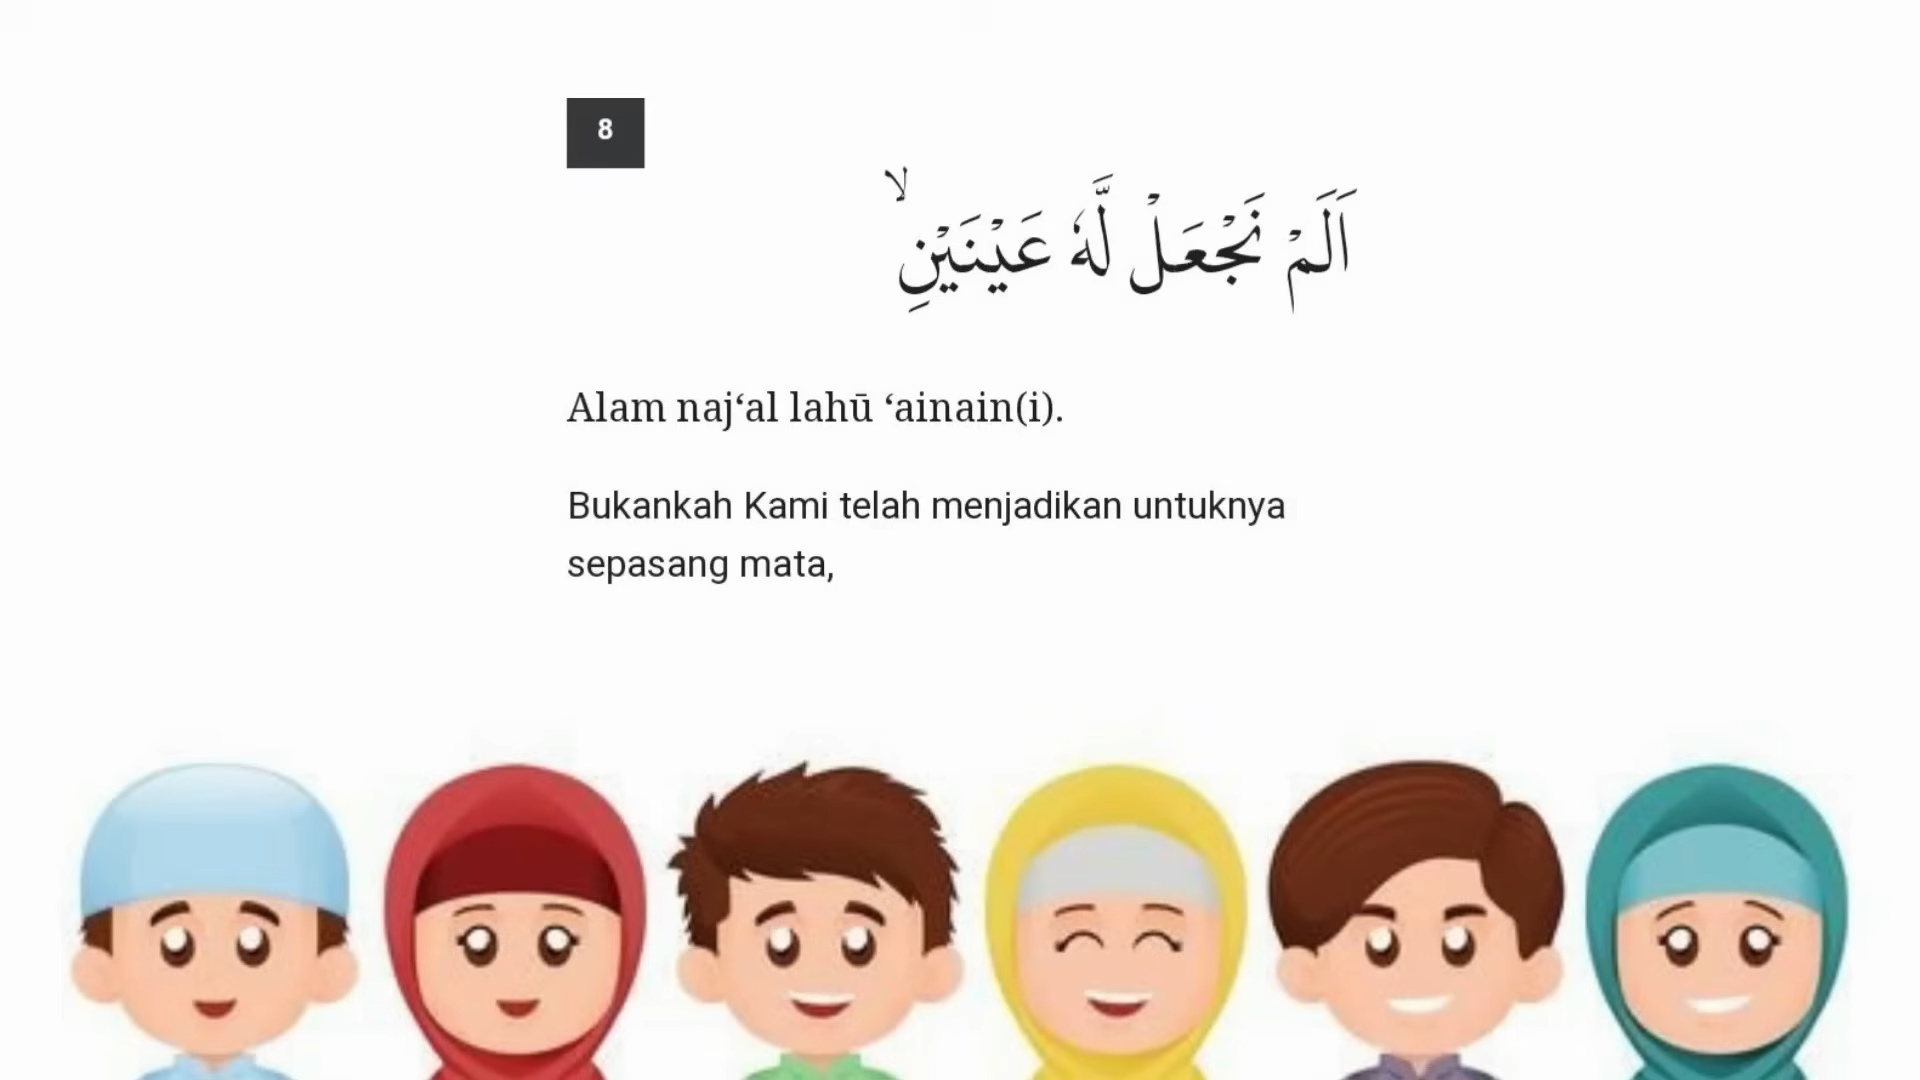 8
اَلَمْ نَجْعَلْ لَّهٗ عَيْنَيْنِۙ
Alam naj‘al lahū ‘ainain(i).
Bukankah Kami telah menjadikan untuknya
sepasang mata,